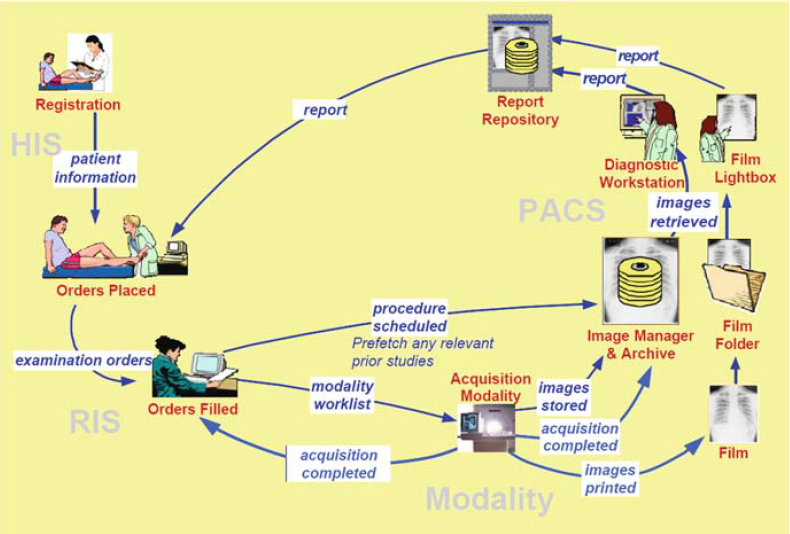 Registration
HIS
patient
information
Orders Placed
examination orders
RIS
Orders Filled
report
procedure
scheduled
Prefetch any relevant
prior studies
modality
worklist
acquisition
completed
Acquisition
Modality
Modality
images
stored
acquisition
completed
images
printed
Film
Film
Folder
Image Manager
& Archive
images
retrieved
PACS
Diagnostic
Workstation
Film
Lightbox
report
report
Report
Repository